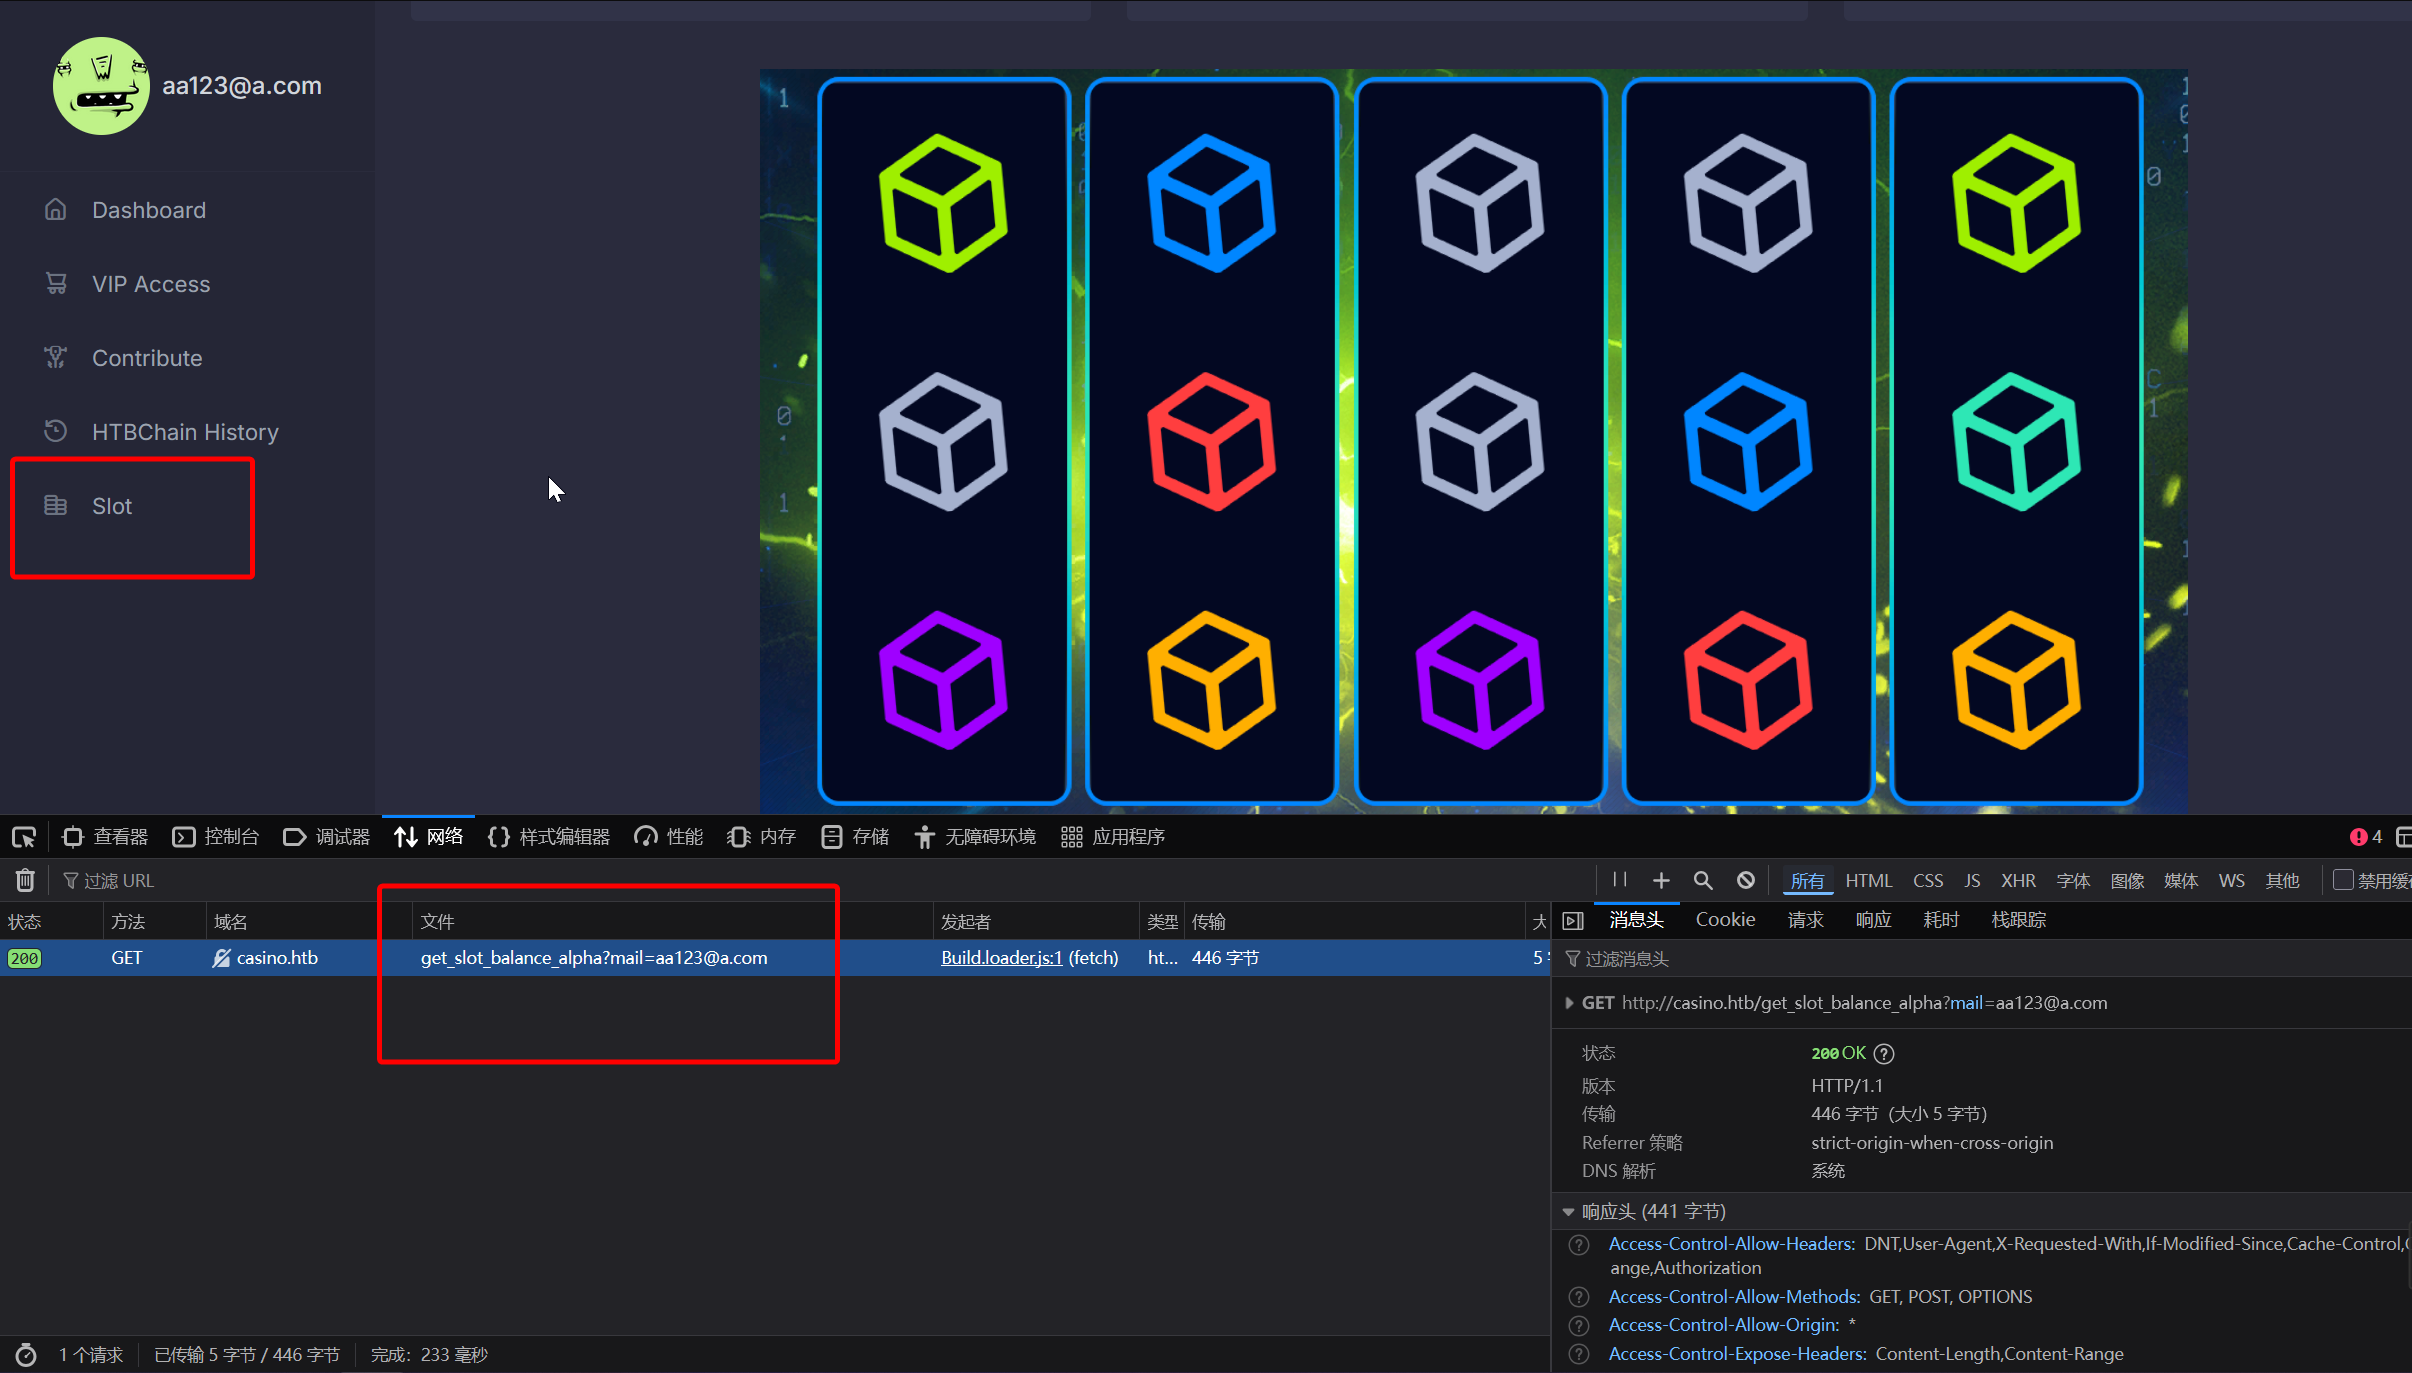 aa123@a.com
Dashboard
VIP Access
Contribute
HTBChain History
Slot
查看器 控制台 调试器 网络 样式编辑器 性能 内存 存储 无障碍环境 应用程序 4
过滤 URL
所有 HTML CSS JS XHR 字体 图像 媒体 WS 其他 禁用缓
状态 方法 域名 文件 发起者 类型 传输 大
200 GET casino.htb get_slot_balance_alpha?mail=aa123@a.com Build.loader.js:1 (fetch) ht... 446 字节 5
消息头 Cookie 请求 响应 耗时 栈跟踪
过滤消息头
GET http://casino.htb/get_slot_balance_alpha?mail=aa123@a.com
状态 200 OK
版本 HTTP/1.1
传输 446 字节 (大小 5 字节)
Referrer 策略 strict-origin-when-cross-origin
DNS 解析 系统
响应头 (441 字节)
Access-Control-Allow-Headers: DNT,User-Agent,X-Requested-With,If-Modified-Since,Cache-Control,
ange,Authorization
Access-Control-Allow-Methods: GET, POST, OPTIONS
Access-Control-Allow-Origin: *
Access-Control-Expose-Headers: Content-Length,Content-Range
1 个请求 已传输 5 字节 / 446 字节 完成: 233 毫秒